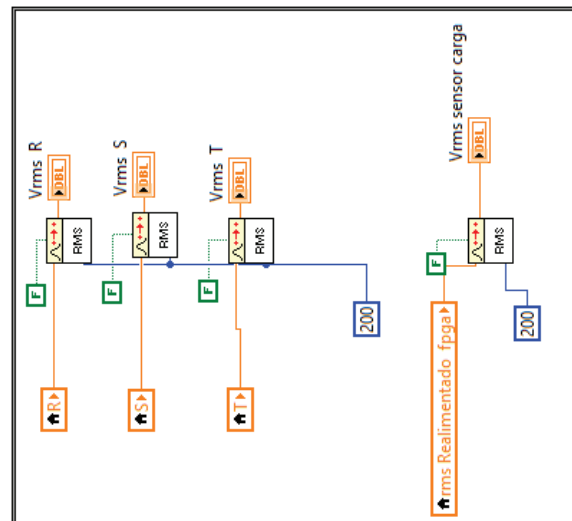 Vrms R
DBL
F
RMS
R
Vrms S
DBL
F
RMS
S
Vrms T
DBL
F
RMS
T
200
Vrms sensor carga
DBL
F
RMS
rms Realimentado fpga
200